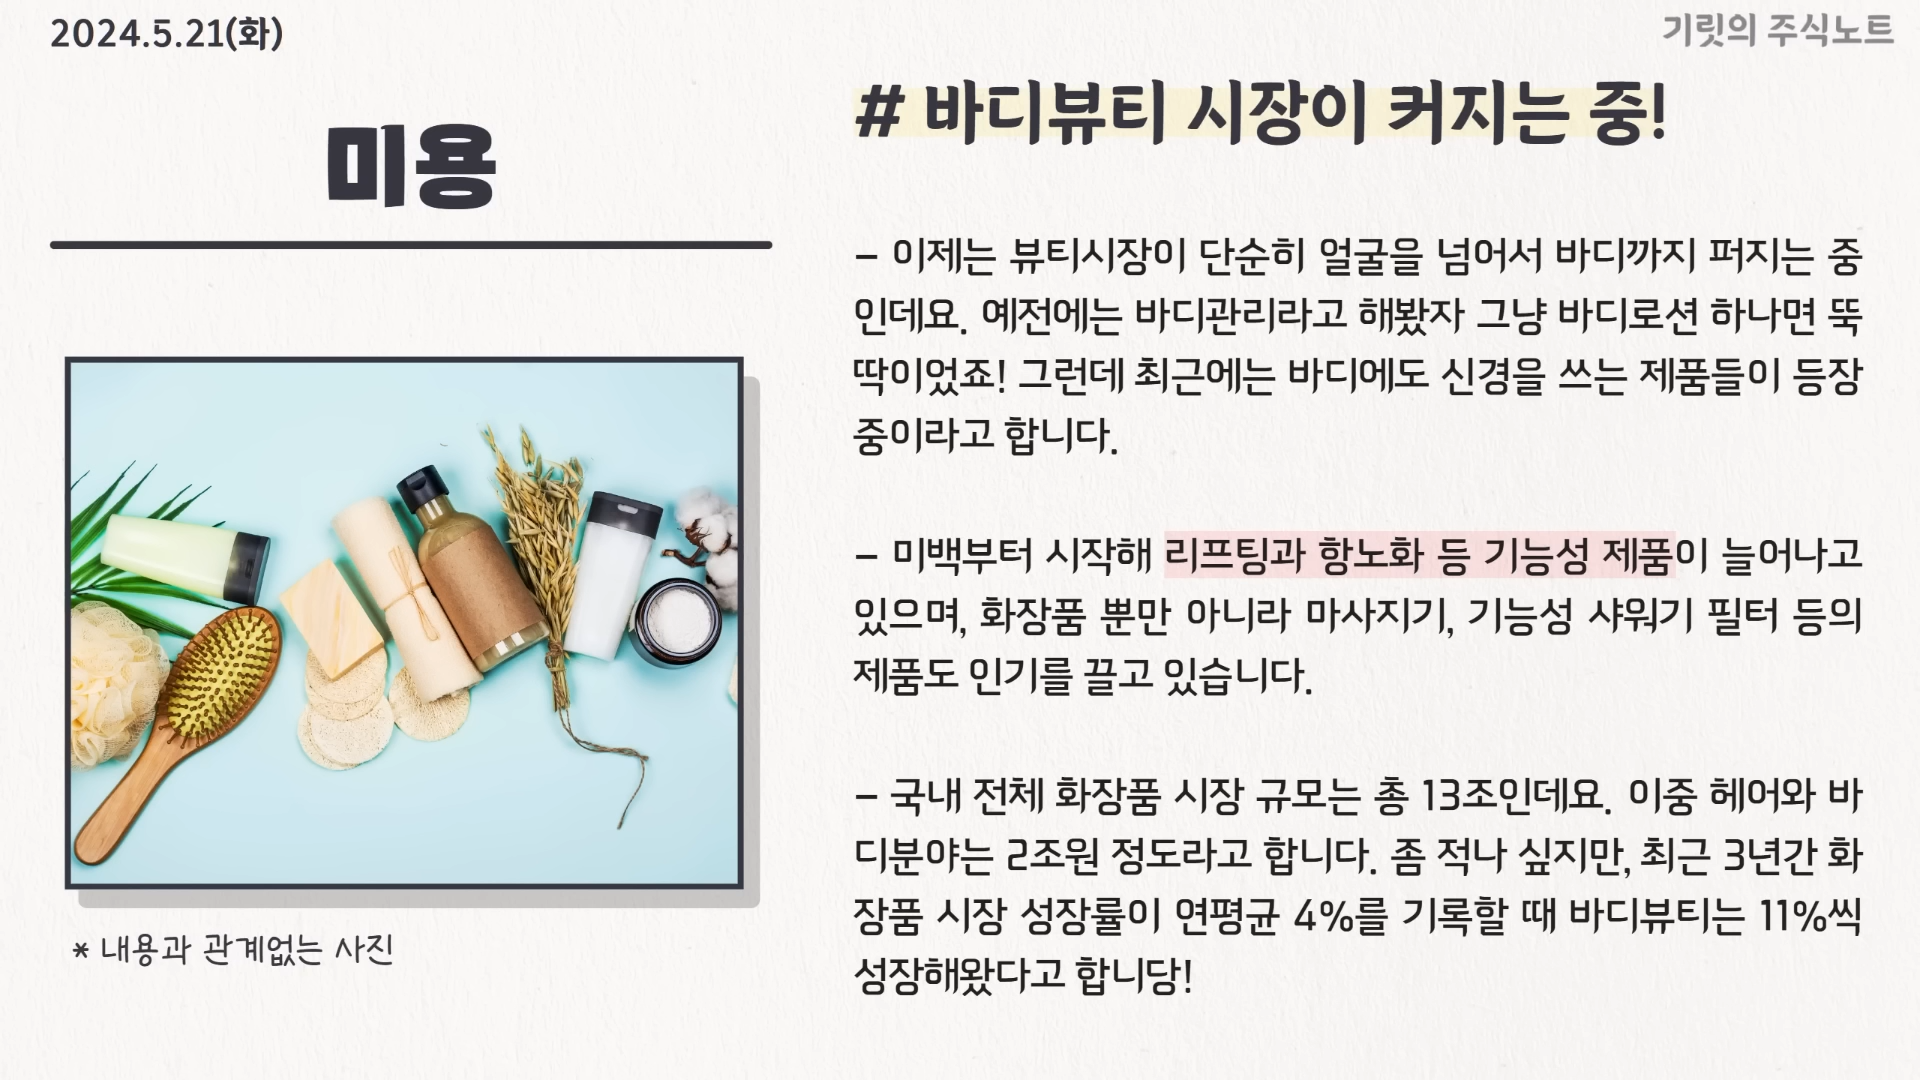 2024.5.21(화)
기릿의 주식노트
미용
# 바디뷰티 시장이 커지는 중!
- 이제는 뷰티시장이 단순히 얼굴을 넘어서 바디까지 퍼지는 중
인데요. 예전에는 바디관리라고 해봤자 그냥 바디로션 하나면 뚝
딱이었죠! 그런데 최근에는 바디에도 신경을 쓰는 제품들이 등장
중이라고 합니다.
- 미백부터 시작해 리프팅과 항노화 등 기능성 제품이 늘어나고
있으며, 화장품 뿐만 아니라 마사지기, 기능성 샤워기 필터 등의
제품도 인기를 끌고 있습니다.
- 국내 전체 화장품 시장 규모는 총 13조인데요. 이중 헤어와 바
디분야는 2조원 정도라고 합니다. 좀 적나 싶지만, 최근 3년간 화
장품 시장 성장률이 연평균 4%를 기록할 때 바디뷰티는 11%씩
성장해왔다고 합니당!
* 내용과 관계없는 사진